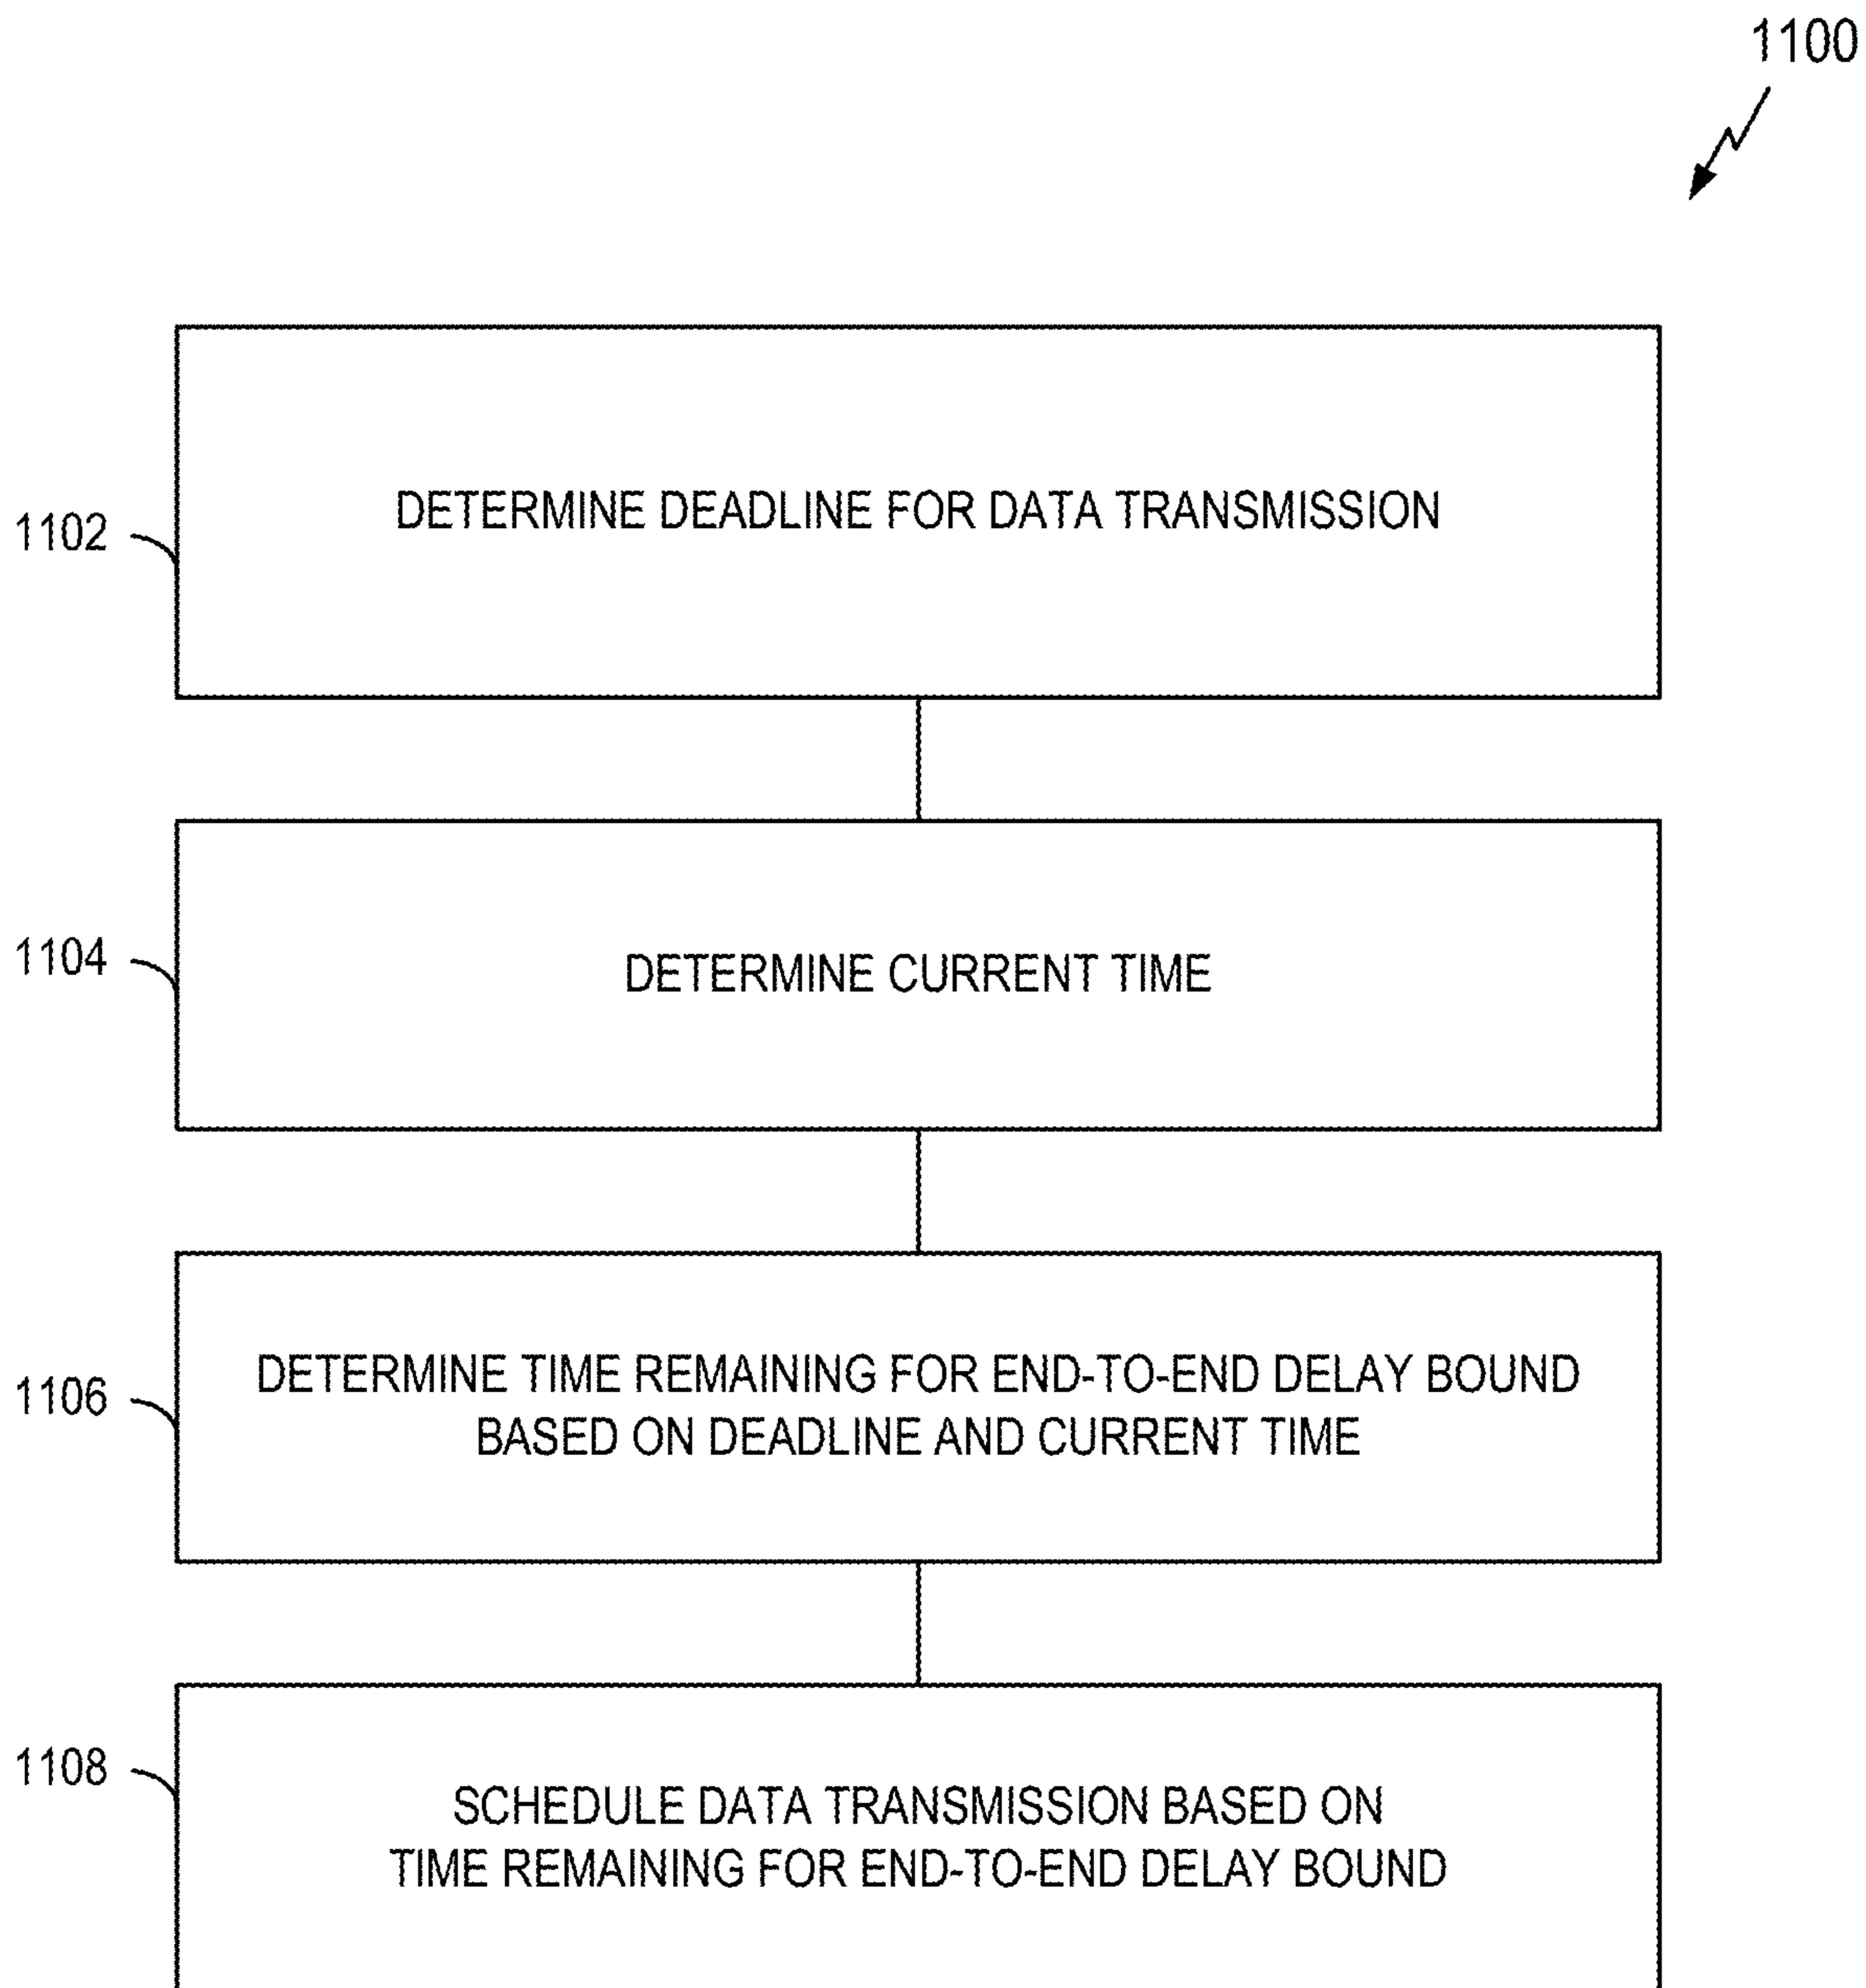 1100
1102
DETERMINE DEADLINE FOR DATA TRANSMISSION
1104
DETERMINE CURRENT TIME
1106
DETERMINE TIME REMAINING FOR END-TO-END DELAY BOUND
BASED ON DEADLINE AND CURRENT TIME
1108
SCHEDULE DATA TRANSMISSION BASED ON
TIME REMAINING FOR END-TO-END DELAY BOUND